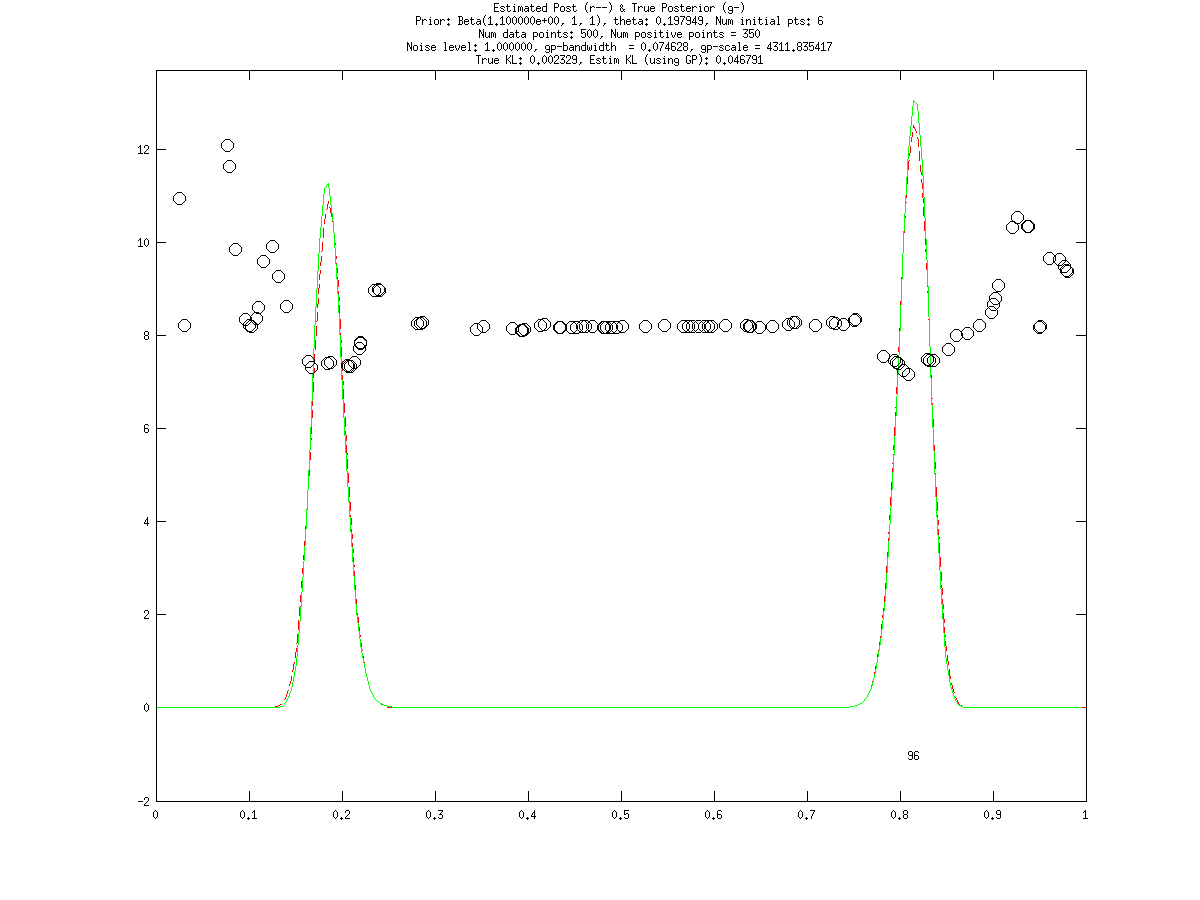 Estimated Post (r--) & True Posterior (g-)
Prior: Beta(1.100000e+00, 1, 1), theta: 0.197949, Num initial pts: 6
Num data points: 500, Num positive points = 350
Noise level: 1.000000, gp-bandwidth  = 0.074628, gp-scale = 4311.835417
True KL: 0.002329, Estim KL (using GP): 0.046791
12
10
8
6
4
2
0
-2
96
0 0.1 0.2 0.3 0.4 0.5 0.6 0.7 0.8 0.9 1